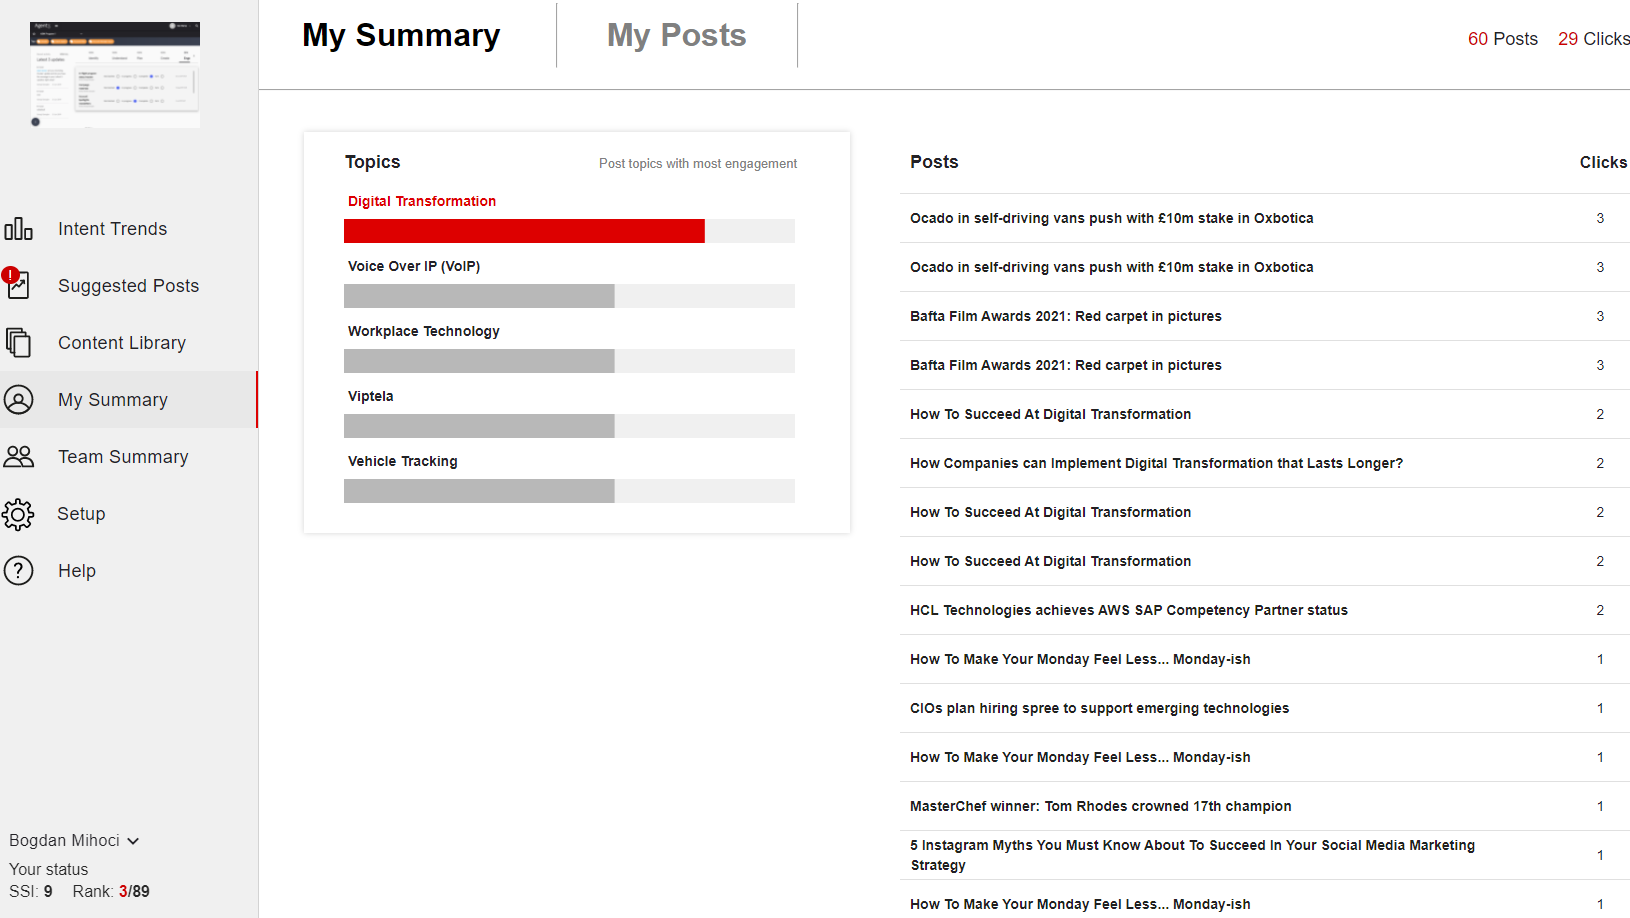 My Summary
My Posts
60 Posts
29 Clicks
Intent Trends
Suggested Posts
Content Library
My Summary
Team Summary
Setup
Help
Bogdan Mihoci
Your status
SSI: 9 Rank: 3/89
Topics
Post topics with most engagement
Digital Transformation
Voice Over IP (VoIP)
Workplace Technology
Viptela
Vehicle Tracking
Posts Clicks
Ocado in self-driving vans push with £10m stake in Oxbotica 3
Ocado in self-driving vans push with £10m stake in Oxbotica 3
Bafta Film Awards 2021: Red carpet in pictures 3
Bafta Film Awards 2021: Red carpet in pictures 3
How To Succeed At Digital Transformation 2
How Companies can Implement Digital Transformation that Lasts Longer? 2
How To Succeed At Digital Transformation 2
How To Succeed At Digital Transformation 2
HCL Technologies achieves AWS SAP Competency Partner status 2
How To Make Your Monday Feel Less... Monday-ish 1
CIOs plan hiring spree to support emerging technologies 1
How To Make Your Monday Feel Less... Monday-ish 1
MasterChef winner: Tom Rhodes crowned 17th champion 1
5 Instagram Myths You Must Know About To Succeed In Your Social Media Marketing
Strategy 1
How To Make Your Monday Feel Less... Monday-ish 1